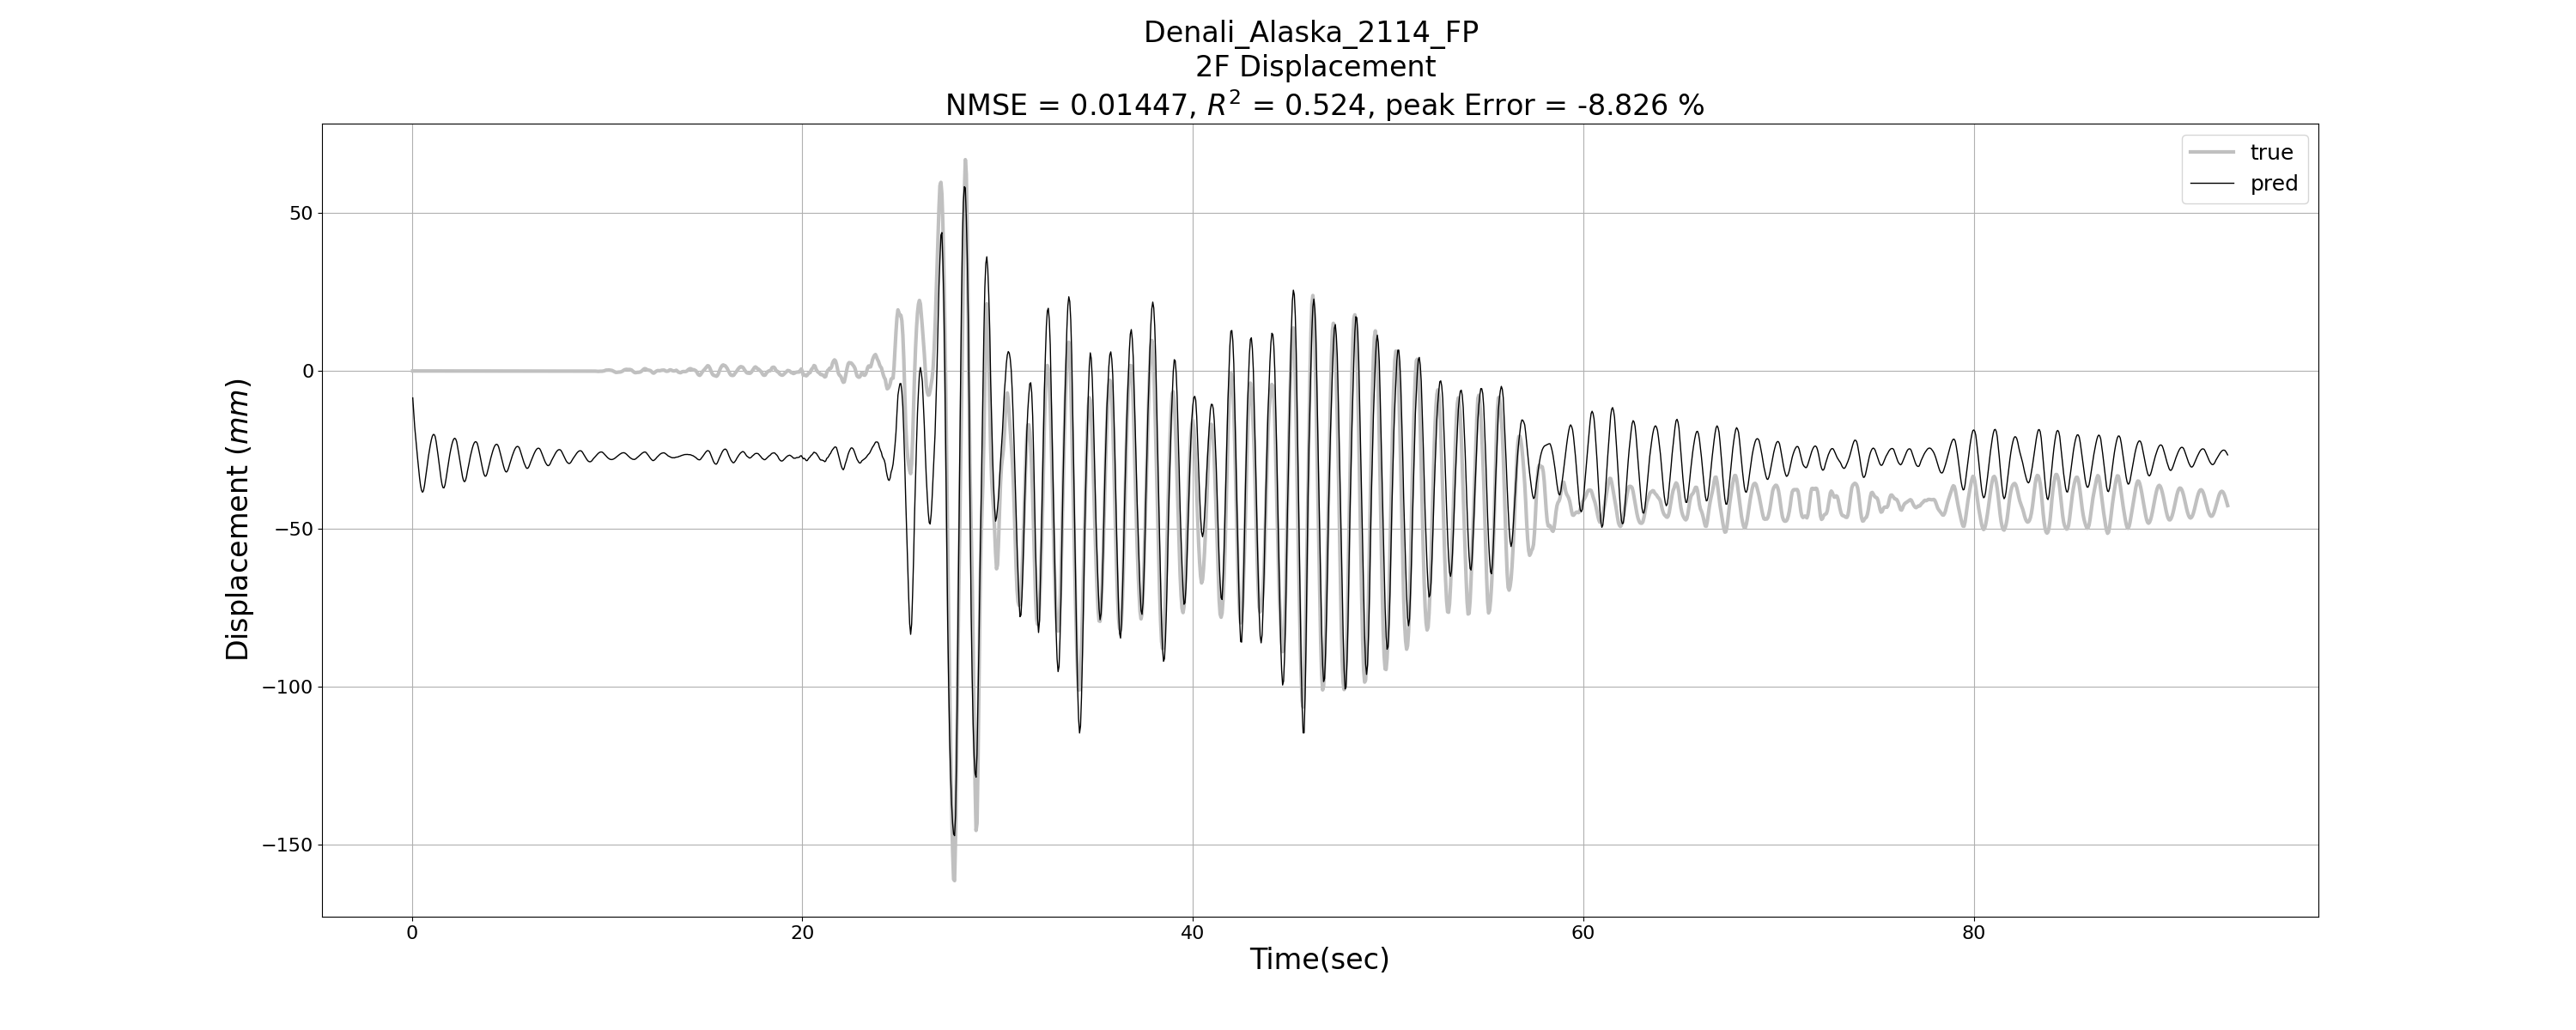 Denali_Alaska_2114_FP
2F Displacement
NMSE = 0.01447, R² = 0.524, peak Error = -8.826 %
true
pred
Displacement (mm)
50
0
−50
−100
−150
0 20 40 60 80
Time(sec)